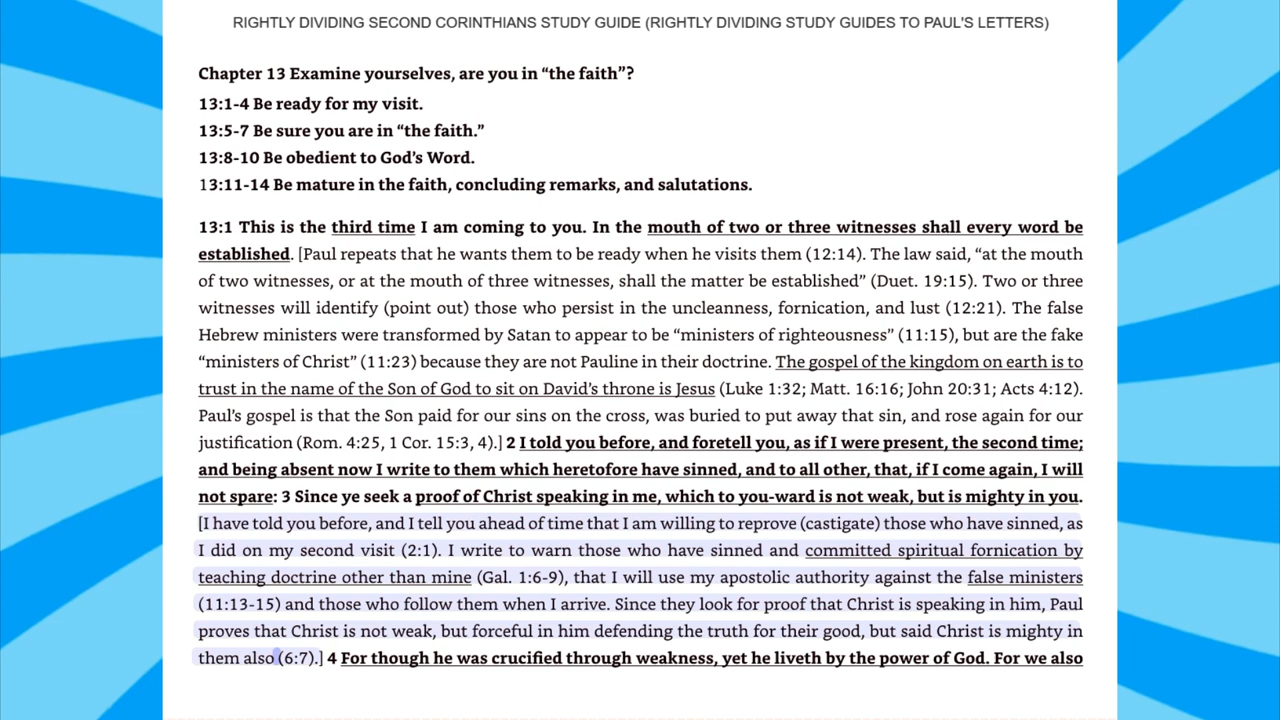 RIGHTLY DIVIDING SECOND CORINTHIANS STUDY GUIDE (RIGHTLY DIVIDING STUDY GUIDES TO PAUL'S LETTERS)
Chapter 13 Examine yourselves, are you in “the faith”?
13:1-4 Be ready for my visit.
13:5-7 Be sure you are in “the faith.”
13:8-10 Be obedient to God’s Word.
13:11-14 Be mature in the faith, concluding remarks, and salutations.
13:1 This is the third time I am coming to you. In the mouth of two or three witnesses shall every word be
established. [Paul repeats that he wants them to be ready when he visits them (12:14). The law said, “at the mouth
of two witnesses, or at the mouth of three witnesses, shall the matter be established” (Duet. 19:15). Two or three
witnesses will identify (point out) those who persist in the uncleanness, fornication, and lust (12:21). The false
Hebrew ministers were transformed by Satan to appear to be “ministers of righteousness” (11:15), but are the fake
“ministers of Christ” (11:23) because they are not Pauline in their doctrine. The gospel of the kingdom on earth is to
trust in the name of the Son of God to sit on David’s throne is Jesus (Luke 1:32; Matt. 16:16; John 20:31; Acts 4:12).
Paul’s gospel is that the Son paid for our sins on the cross, was buried to put away that sin, and rose again for our
justification (Rom. 4:25, 1 Cor. 15:3, 4).] 2 I told you before, and foretell you, as if I were present, the second time;
and being absent now I write to them which heretofore have sinned, and to all other, that, if I come again, I will
not spare: 3 Since ye seek a proof of Christ speaking in me, which to you-ward is not weak, but is mighty in you.
[I have told you before, and I tell you ahead of time that I am willing to reprove (castigate) those who have sinned, as
I did on my second visit (2:1). I write to warn those who have sinned and committed spiritual fornication by
teaching doctrine other than mine (Gal. 1:6-9), that I will use my apostolic authority against the false ministers
(11:13-15) and those who follow them when I arrive. Since they look for proof that Christ is speaking in him, Paul
proves that Christ is not weak, but forceful in him defending the truth for their good, but said Christ is mighty in
them also (6:7).] 4 For though he was crucified through weakness, yet he liveth by the power of God. For we also